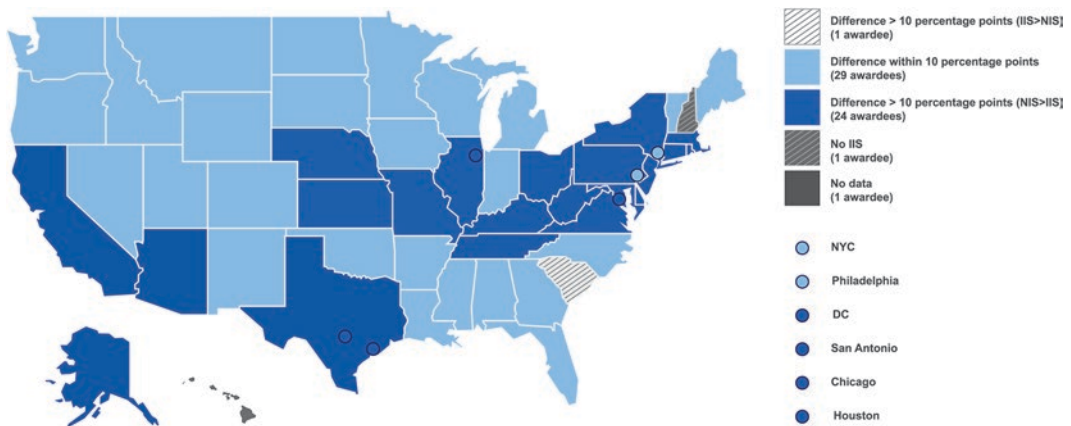 Difference > 10 percentage points (IIS>NIS)
(1 awardee)
Difference within 10 percentage points
(29 awardees)
Difference > 10 percentage points (NIS>IIS)
(24 awardees)
No IIS
(1 awardee)
No data
(1 awardee)
NYC
Philadelphia
DC
San Antonio
Chicago
Houston